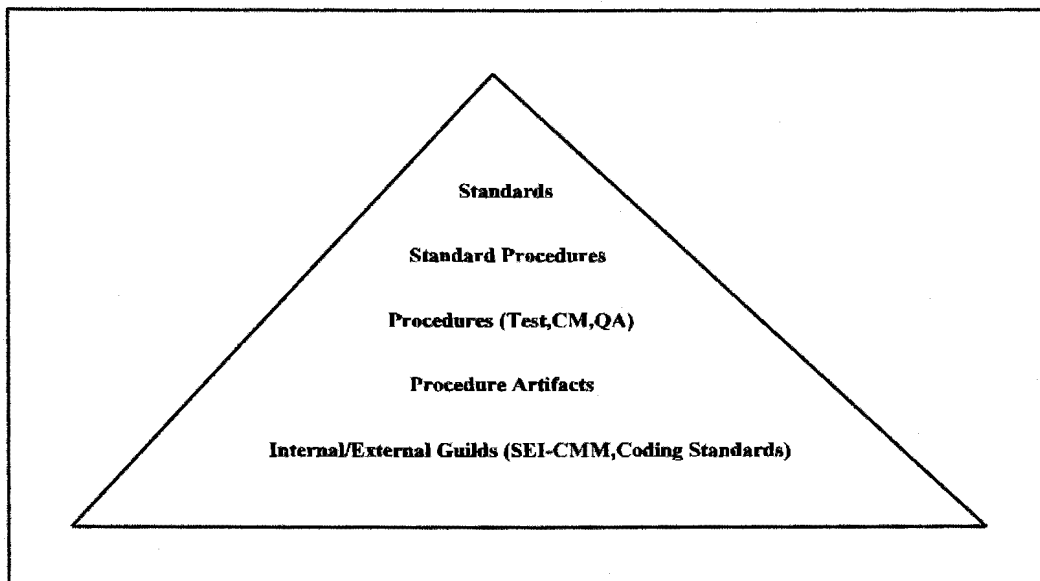 Standards
Standard Procedures
Procedures (Test,CM,QA)
Procedure Artifacts
Internal/External Guilds (SEI-CMM,Coding Standards)